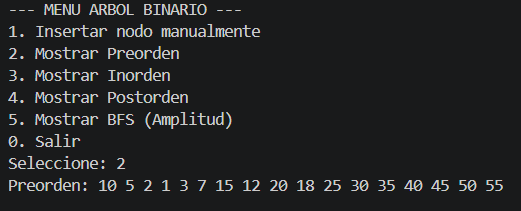 --- MENU ARBOL BINARIO ---
1. Insertar nodo manualmente
2. Mostrar Preorden
3. Mostrar Inorden
4. Mostrar Postorden
5. Mostrar BFS (Amplitud)
0. Salir
Seleccione: 2
Preorden: 10 5 2 1 3 7 15 12 20 18 25 30 35 40 45 50 55